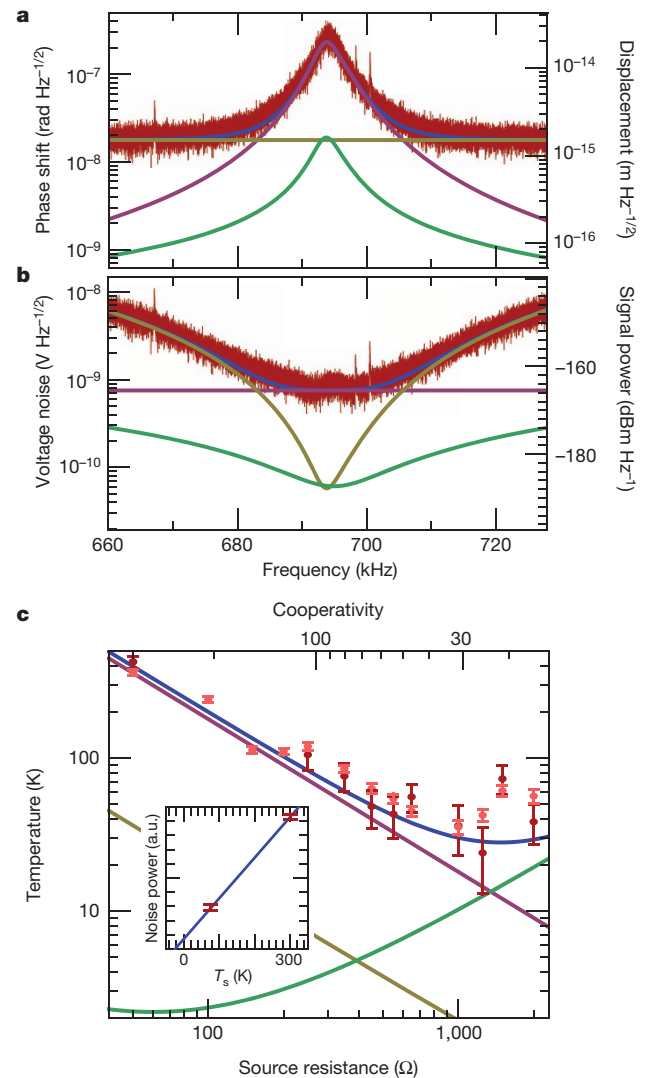 a
Phase shift (rad Hz−1/2)
10−7
10−8
10−9
Displacement (m Hz−1/2)
10−14
10−15
10−16
b
Voltage noise (V Hz−1/2)
10−8
10−9
10−10
Signal power (dBm Hz−1)
−160
−180
660
680
700
720
Frequency (kHz)
c
Cooperativity
100
30
Temperature (K)
100
10
Noise power (a.u.)
0
300
Ts (K)
100
1,000
Source resistance (Ω)